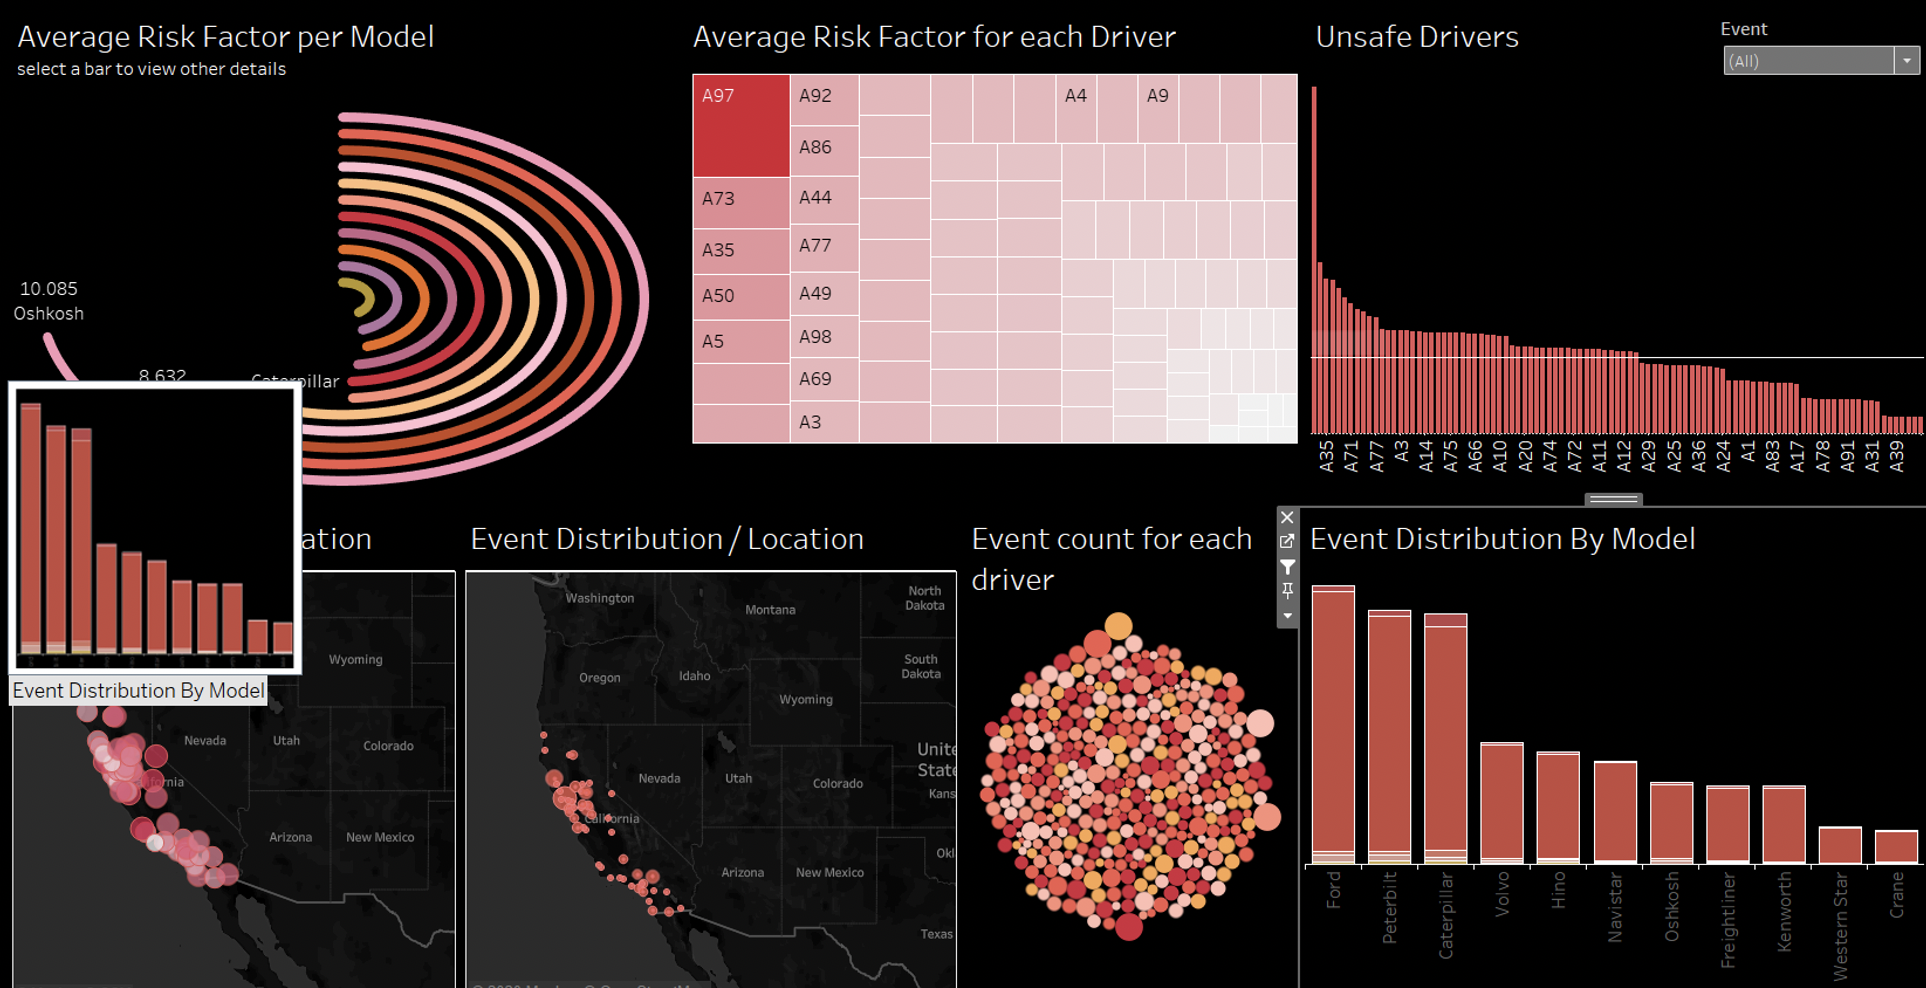 Average Risk Factor per Model
select a bar to view other details
10.085
Oshkosh
8.632
Caterpillar
Average Risk Factor for each Driver
A97
A73
A35
A50
A5
A92
A86
A44
A77
A49
A98
A69
A3
A4
A9
Unsafe Drivers
Event
(All)
A35
A71
A77
A3
A14
A75
A66
A10
A20
A74
A72
A11
A12
A29
A25
A36
A24
A1
A83
A17
A78
A91
A31
A39
Event Distribution By Model
ation
Wyoming
Nevada
Utah
Colorado
Arizona
New Mexico
Event Distribution / Location
Washington
Montana
North
Dakota
Oregon
Idaho
South
Dakota
Wyoming
Nevada
Utah
Colorado
Unite
State
Kans
California
Arizona
New Mexico
Okl
Texas
Event count for each
driver
Event Distribution By Model
Ford
Peterbilt
Caterpillar
Volvo
Hino
Navistar
Oshkosh
Freightliner
Kenworth
Western Star
Crane